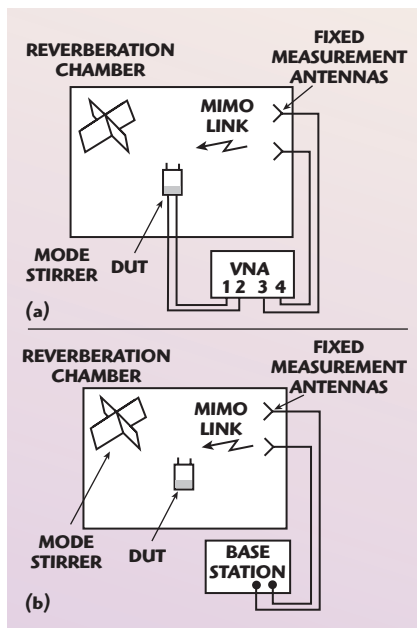 REVERBERATION
CHAMBER
FIXED
MEASUREMENT
ANTENNAS
MIMO
LINK
MODE
STIRRER
DUT
VNA
1 2 3 4
(a)
REVERBERATION
CHAMBER
FIXED
MEASUREMENT
ANTENNAS
MIMO
LINK
MODE
STIRRER
DUT
BASE
STATION
(b)